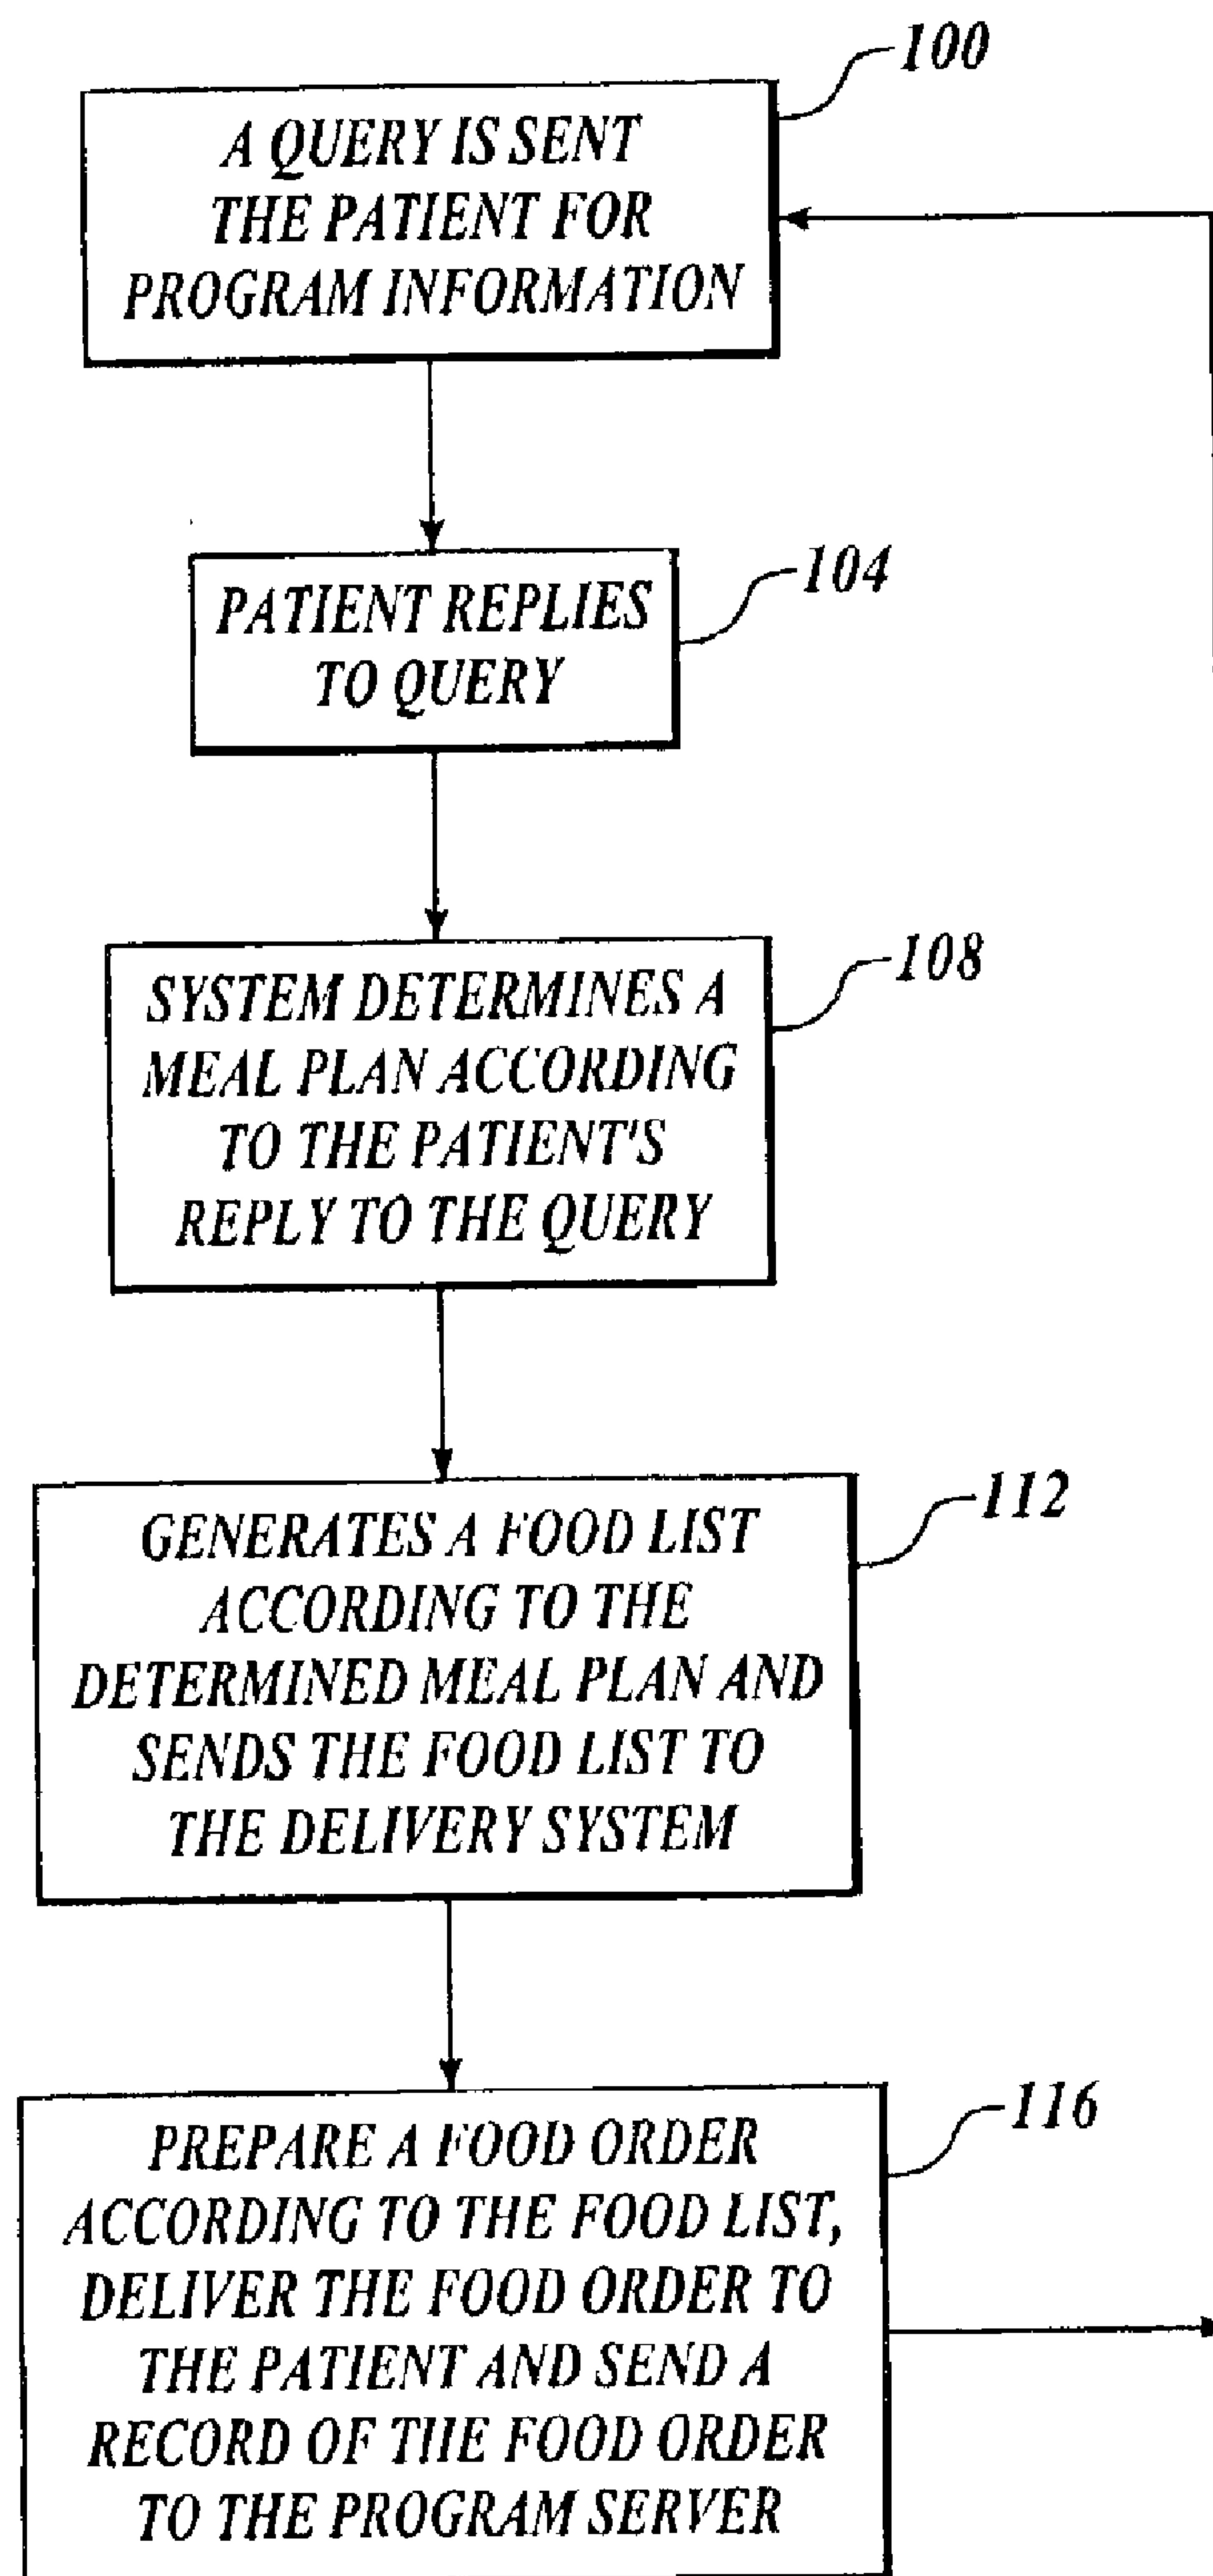 100
A QUERY IS SENT
THE PATIENT FOR
PROGRAM INFORMATION
104
PATIENT REPLIES
TO QUERY
108
SYSTEM DETERMINES A
MEAL PLAN ACCORDING
TO THE PATIENT'S
REPLY TO THE QUERY
112
GENERATES A FOOD LIST
ACCORDING TO THE
DETERMINED MEAL PLAN AND
SENDS THE FOOD LIST TO
THE DELIVERY SYSTEM
116
PREPARE A FOOD ORDER
ACCORDING TO THE FOOD LIST,
DELIVER THE FOOD ORDER TO
THE PATIENT AND SEND A
RECORD OF THE FOOD ORDER
TO THE PROGRAM SERVER